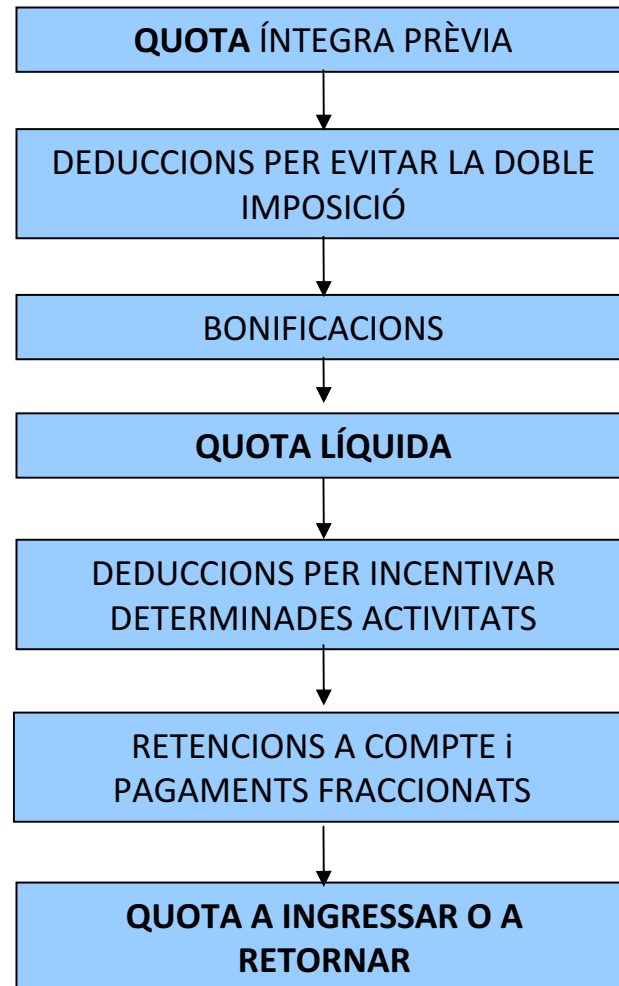 QUOTA ÍNTEGRA PRÈVIA
DEDUCCIONS PER EVITAR LA DOBLE
IMPOSICIÓ
BONIFICACIONS
QUOTA LÍQUIDA
DEDUCCIONS PER INCENTIVAR
DETERMINADES ACTIVITATS
RETENCIONS A COMPTE i
PAGAMENTS FRACCIONATS
QUOTA A INGRESSAR O A
RETORNAR